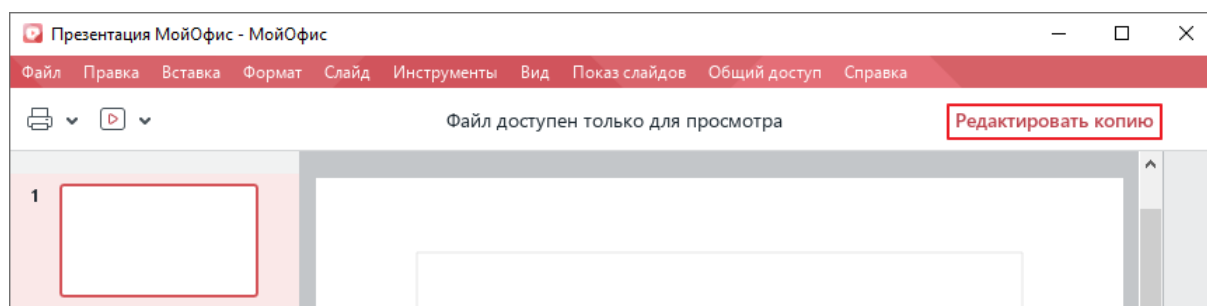 Презентация МойОфис - МойОфис
Файл Правка Вставка Формат Слайд Инструменты Вид Показ слайдов Общий доступ Справка
Файл доступен только для просмотра Редактировать копию
1